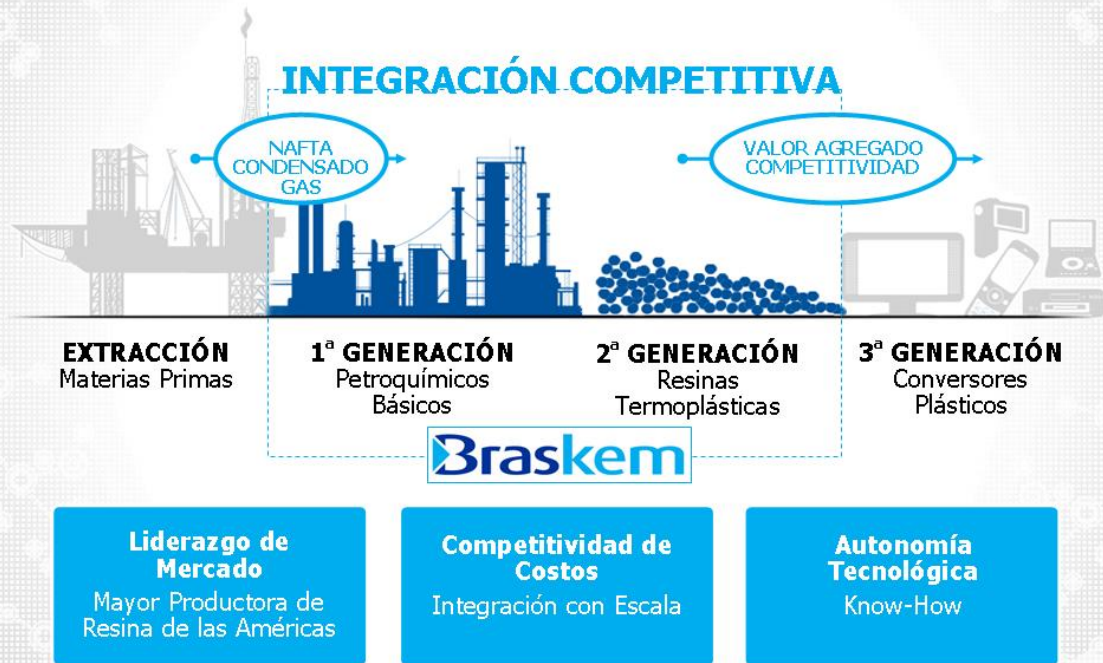 INTEGRACIÓN COMPETITIVA
NAFTA
CONDENSADO
GAS
VALOR AGREGADO
COMPETITIVIDAD
EXTRACCIÓN
Materias Primas
1ª GENERACIÓN
Petroquímicos
Básicos
2ª GENERACIÓN
Resinas
Termoplásticas
3ª GENERACIÓN
Conversores
Plásticos
Braskem
Liderazgo de
Mercado
Mayor Productora de
Resina de las Américas
Competitividad de
Costos
Integración con Escala
Autonomía
Tecnológica
Know-How